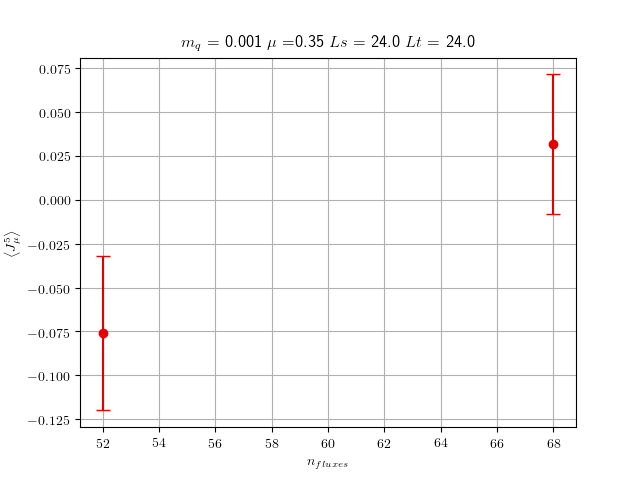 m_q = 0.001 μ =0.35 Ls = 24.0 Lt = 24.0
0.075
0.050
0.025
0.000
−0.025
−0.050
−0.075
−0.100
−0.125
⟨J_μ^5⟩
52 54 56 58 60 62 64 66 68
n_fluxes